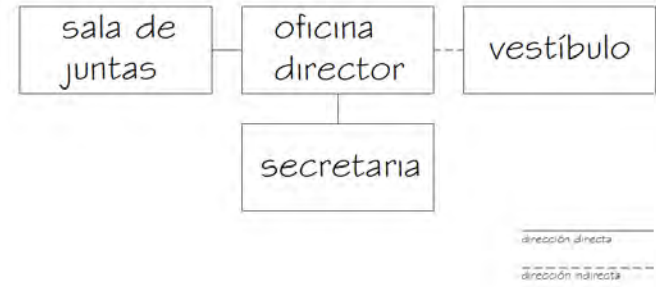 sala de
juntas
oficina
director
vestíbulo
secretaria
dirección directa
dirección indirecta